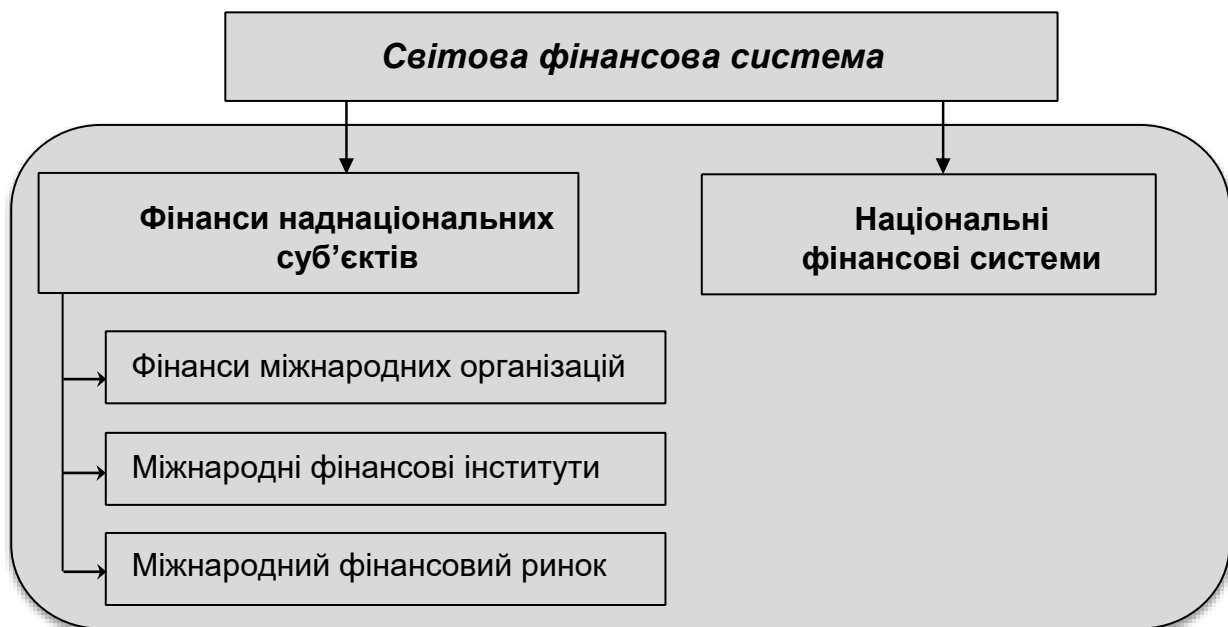 Світова фінансова система
Фінанси наднаціональних
суб’єктів
Національні
фінансові системи
Фінанси міжнародних організацій
Міжнародні фінансові інститути
Міжнародний фінансовий ринок